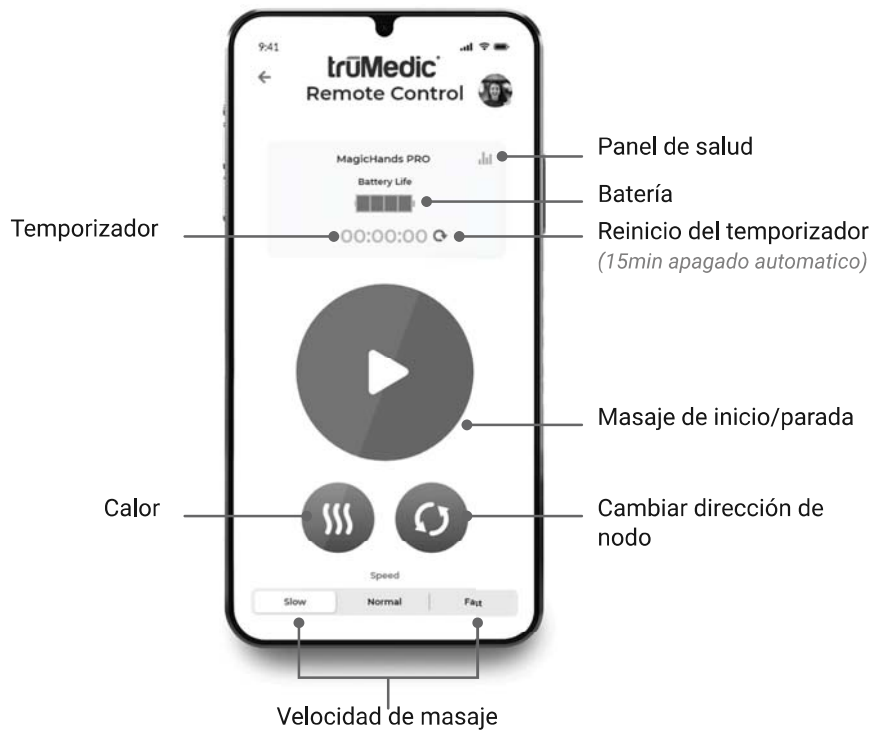 9:41
trūMedic
Remote Control
MagicHands PRO
Panel de salud
Battery Life
Batería
Temporizador
00:00:00
Reinicio del temporizador
(15min apagado automatico)
Masaje de inicio/parada
Calor
Cambiar dirección de
nodo
Speed
Slow Normal Fast
Velocidad de masaje